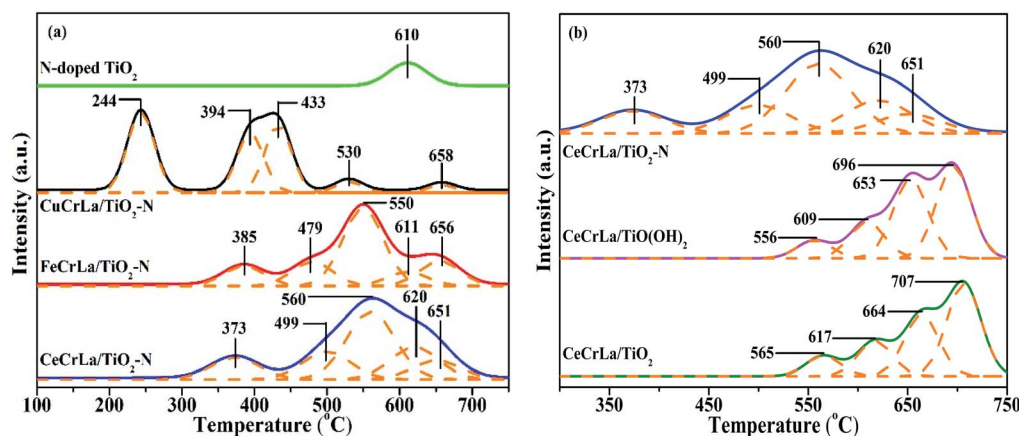 (a)
610
N-doped TiO2
244
394
433
530
658
CuCrLa/TiO2-N
550
385
479
611
656
FeCrLa/TiO2-N
560
620
499
651
373
CeCrLa/TiO2-N
Intensity (a.u.)
100 200 300 400 500 600 700
Temperature (°C)
(b)
560
620
499
651
373
CeCrLa/TiO2-N
696
653
609
556
CeCrLa/TiO(OH)2
707
664
617
565
CeCrLa/TiO2
Intensity (a.u.)
350 450 550 650 750
Temperature (°C)